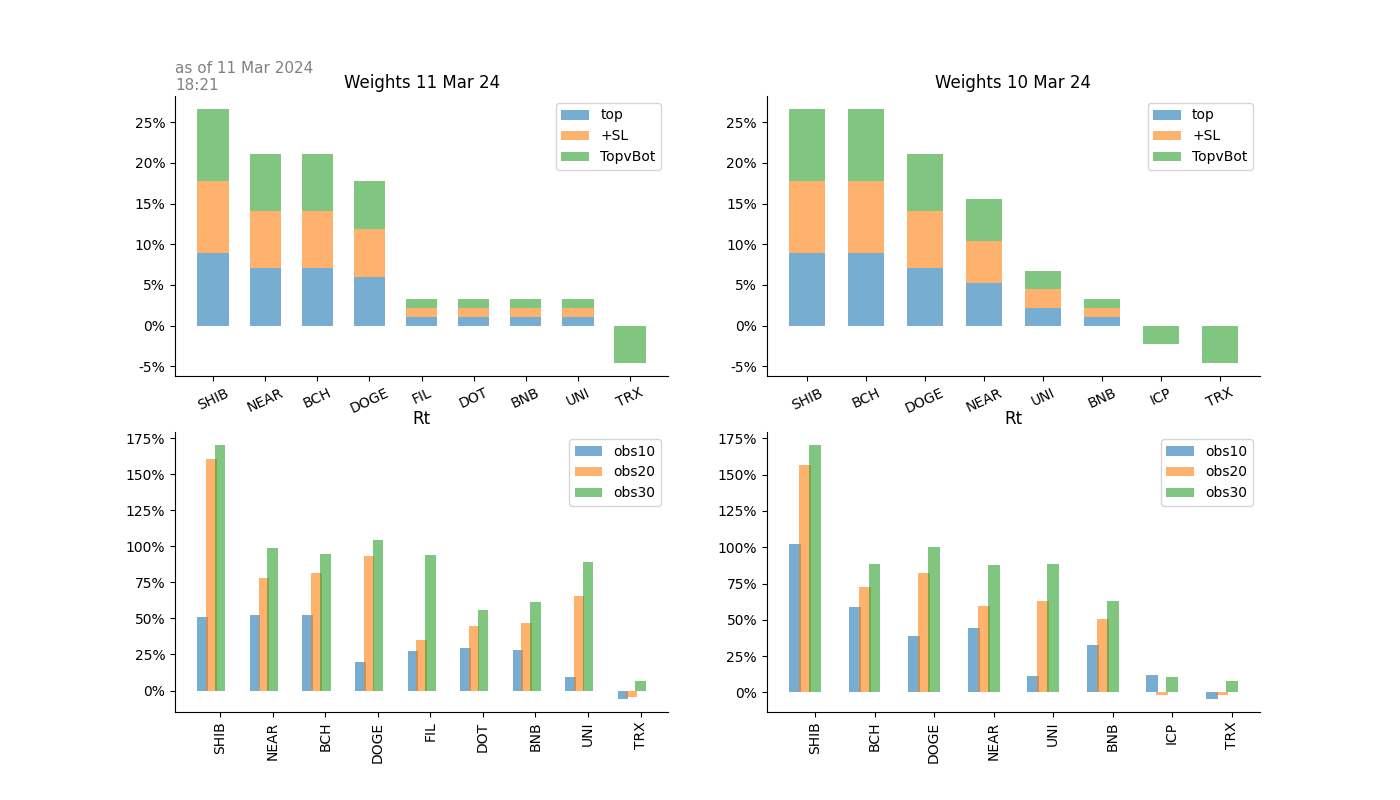 as of 11 Mar 2024
18:21
Weights 11 Mar 24
25%
20%
15%
10%
5%
0%
-5%
top
+SL
TopvBot
SHIB NEAR BCH DOGE FIL DOT BNB UNI TRX
Weights 10 Mar 24
25%
20%
15%
10%
5%
0%
-5%
top
+SL
TopvBot
SHIB BCH DOGE NEAR UNI BNB ICP TRX
Rt
175%
150%
125%
100%
75%
50%
25%
0%
obs10
obs20
obs30
SHIB NEAR BCH DOGE FIL DOT BNB UNI TRX
Rt
175%
150%
125%
100%
75%
50%
25%
0%
obs10
obs20
obs30
SHIB BCH DOGE NEAR UNI BNB ICP TRX